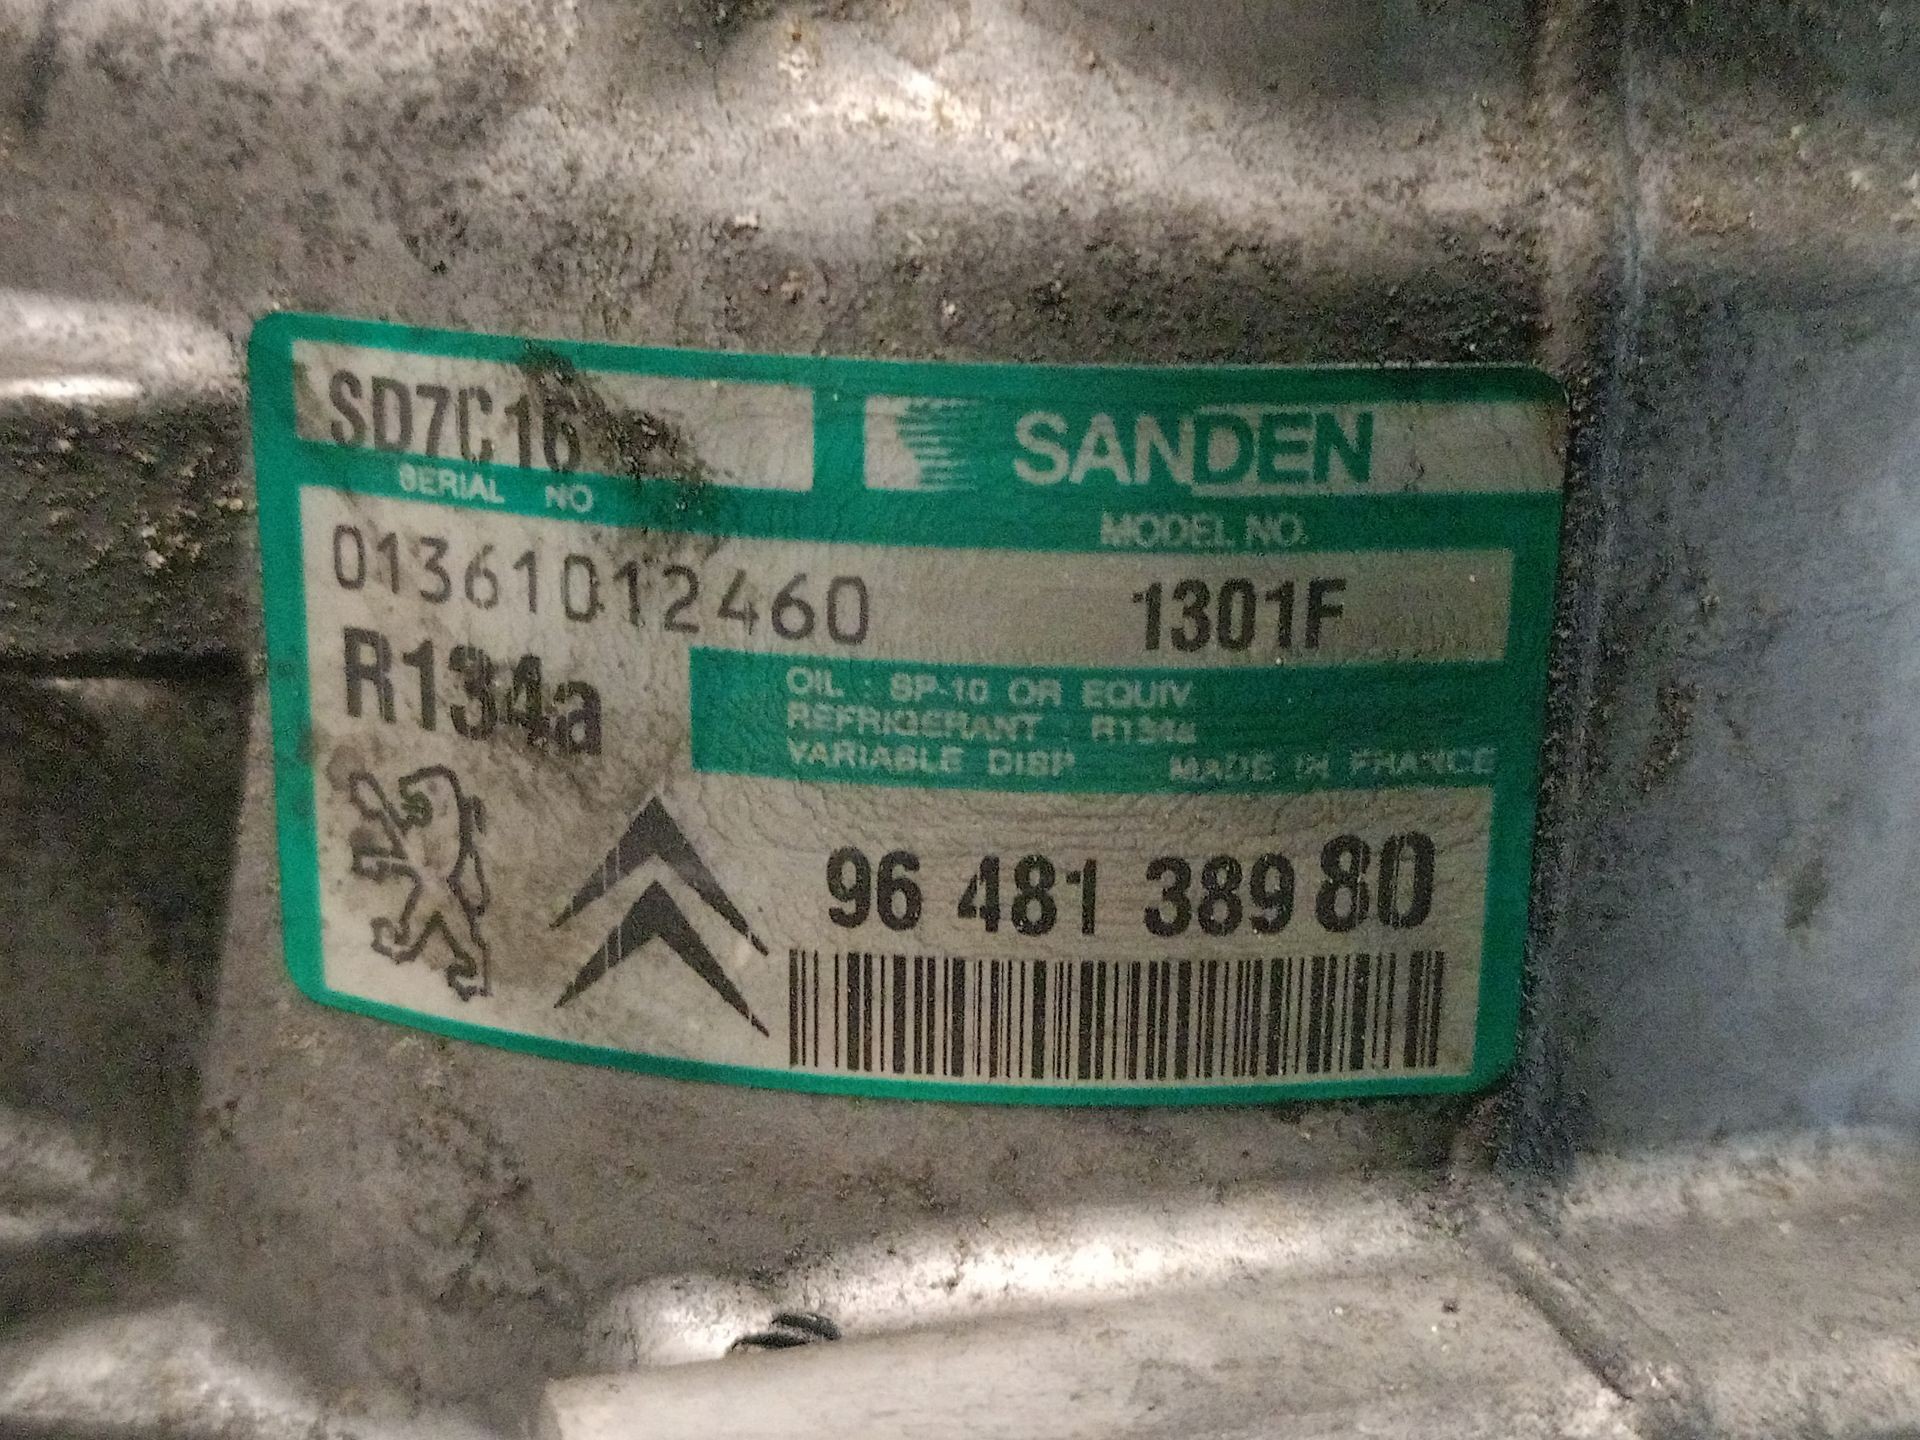 SD7C16
SANDEN
SERIAL NO
MODEL NO.
01361012460
1301F
R134a
OIL : SP-10 OR EQUIV.
REFRIGERANT : R134a
VARIABLE DISP MADE IN FRANCE
96 481 389 80